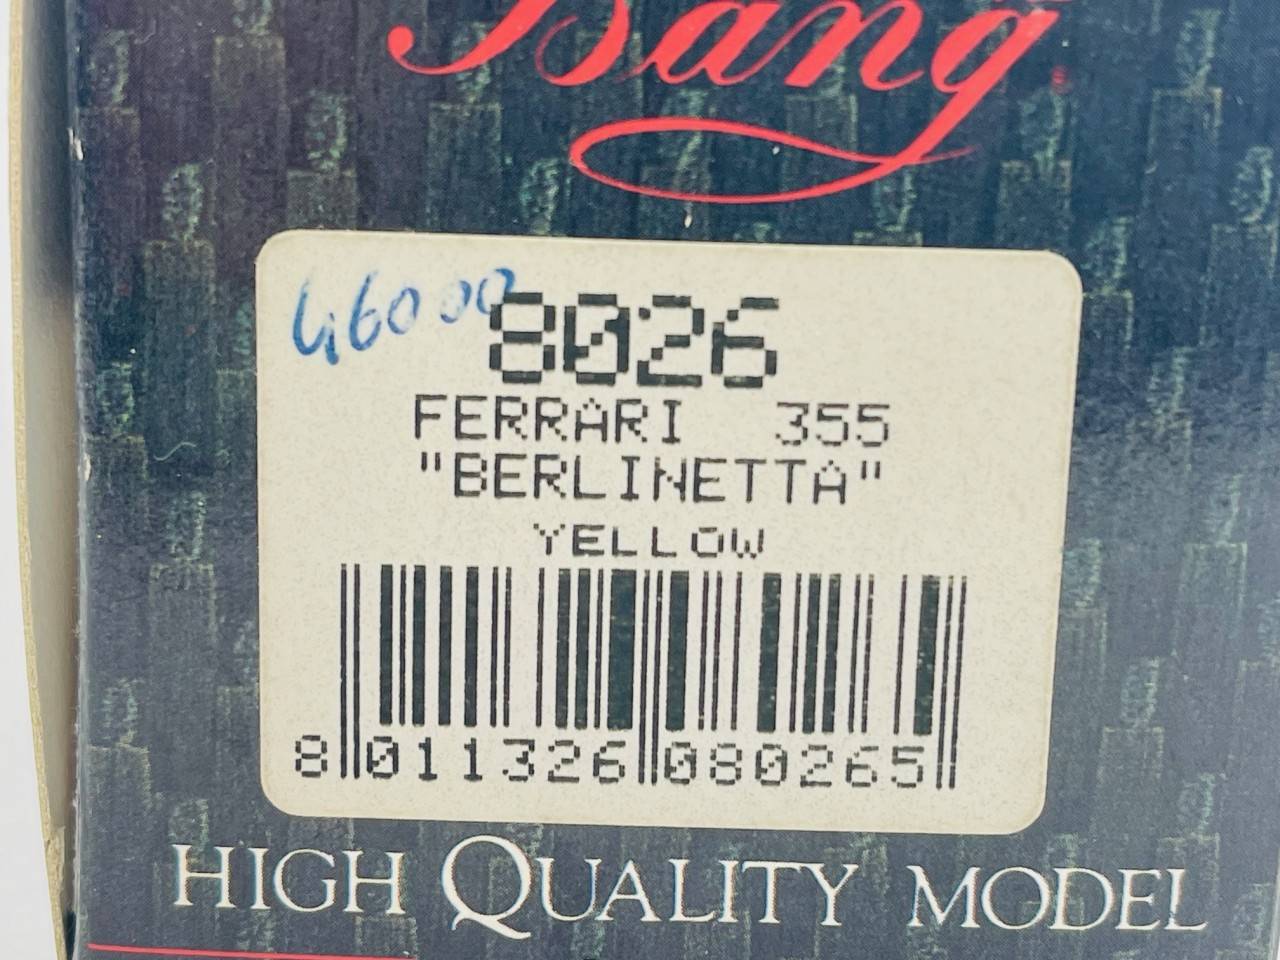 Bang
46000
8026
FERRARI 355
"BERLINETTA"
YELLOW
8 011326 080265
HIGH QUALITY MODEL